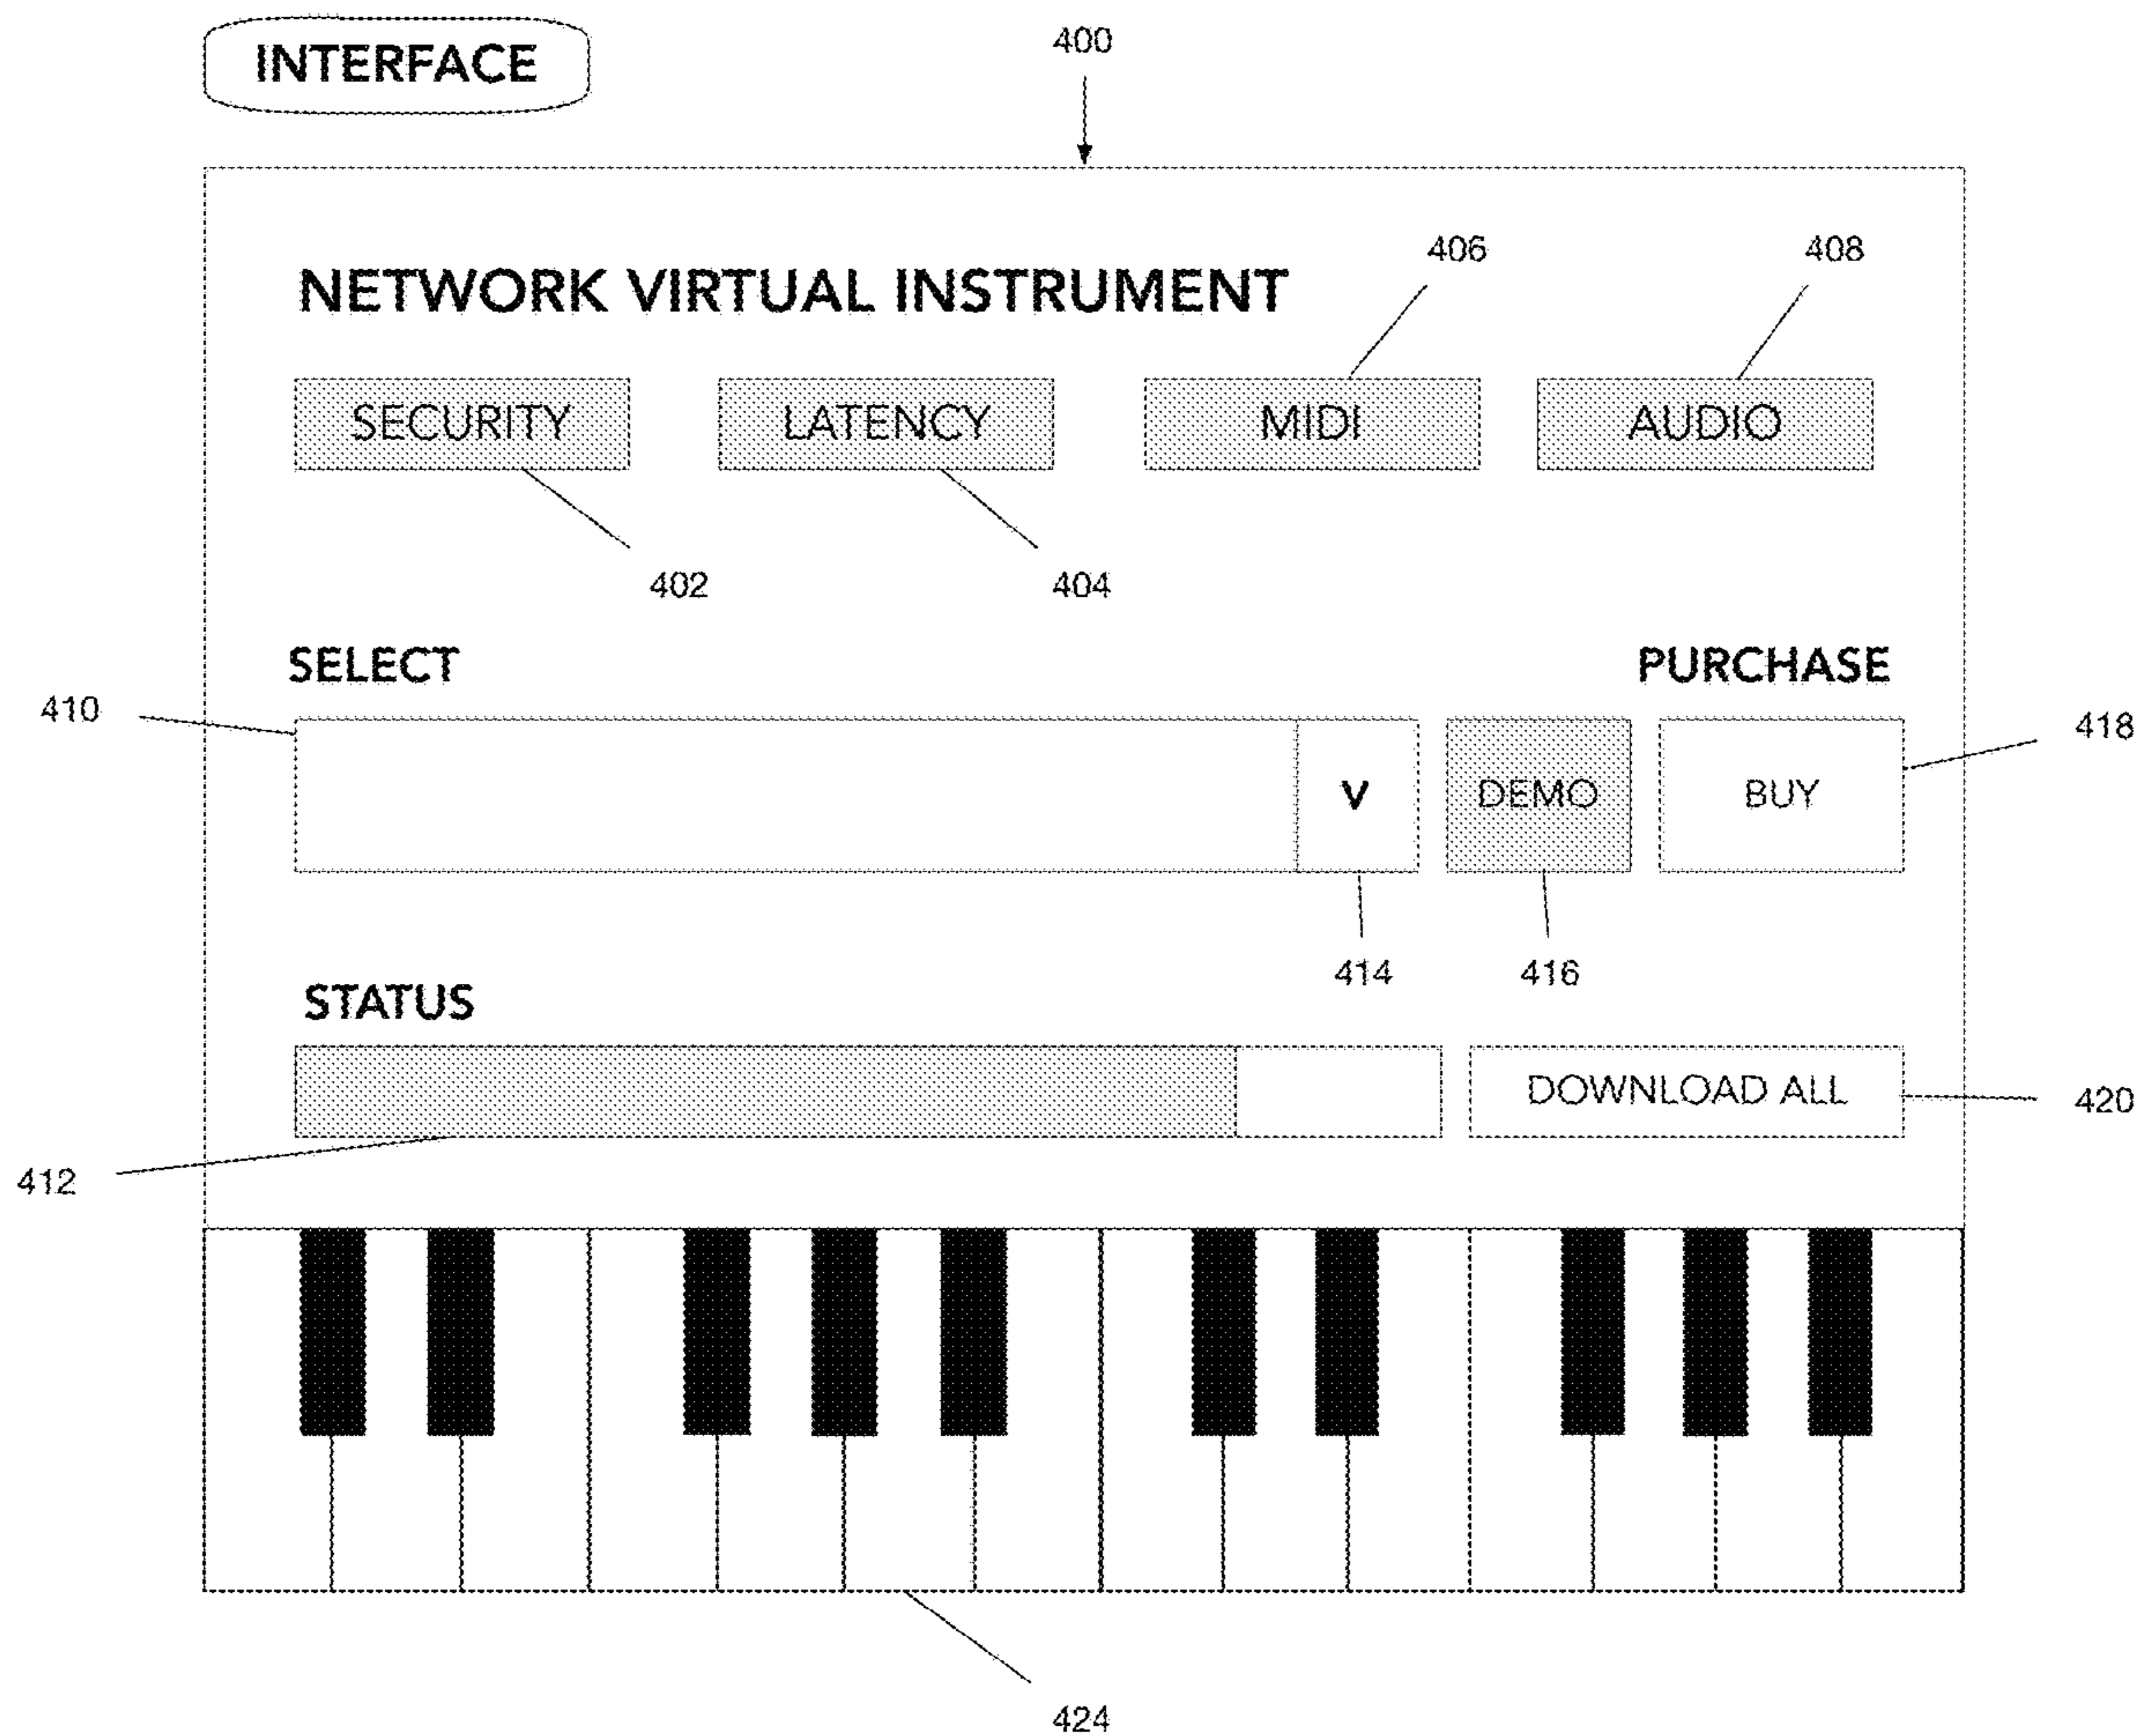 INTERFACE
400
NETWORK VIRTUAL INSTRUMENT
406
408
SECURITY
LATENCY
MIDI
AUDIO
402
404
SELECT
PURCHASE
410
418
V
DEMO
BUY
414
416
STATUS
DOWNLOAD ALL
420
412
424